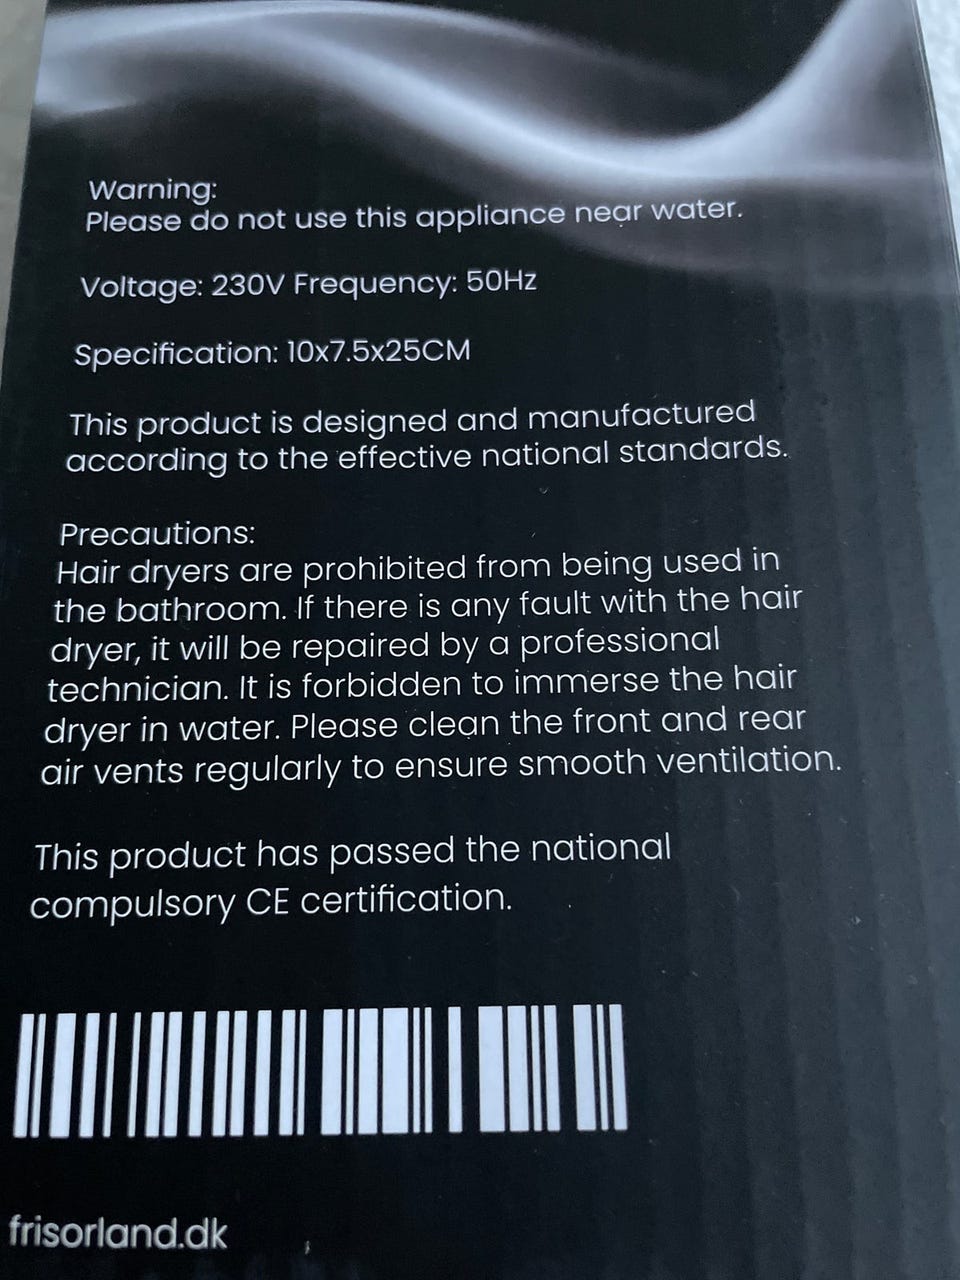 Warning:
Please do not use this appliance near water.
Voltage: 230V Frequency: 50Hz
Specification: 10x7.5x25CM
This product is designed and manufactured
according to the effective national standards.
Precautions:
Hair dryers are prohibited from being used in
the bathroom. If there is any fault with the hair
dryer, it will be repaired by a professional
technician. It is forbidden to immerse the hair
dryer in water. Please clean the front and rear
air vents regularly to ensure smooth ventilation.
This product has passed the national
compulsory CE certification.
frisorland.dk